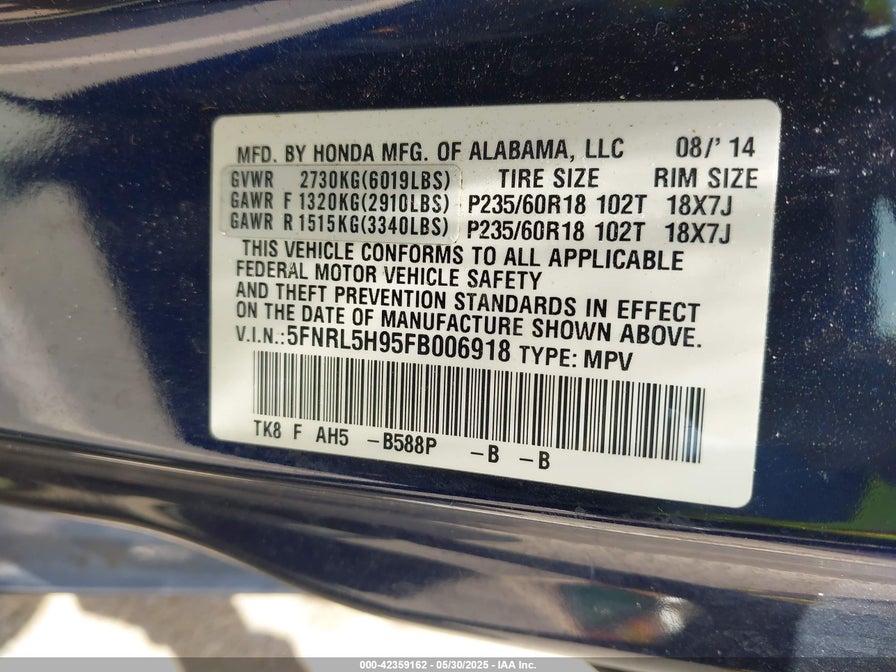 MFD. BY HONDA MFG. OF ALABAMA, LLC 08/' 14
GVWR 2730KG(6019LBS) TIRE SIZE RIM SIZE
GAWR F 1320KG(2910LBS) P235/60R18 102T 18X7J
GAWR R 1515KG(3340LBS) P235/60R18 102T 18X7J
THIS VEHICLE CONFORMS TO ALL APPLICABLE
FEDERAL MOTOR VEHICLE SAFETY
AND THEFT PREVENTION STANDARDS IN EFFECT
ON THE DATE OF MANUFACTURE SHOWN ABOVE.
V.I.N.:5FNRL5H95FB006918 TYPE: MPV
TK8 F AH5 -B588P -B -B
000-42359162 - 05/30/2025 - IAA Inc.